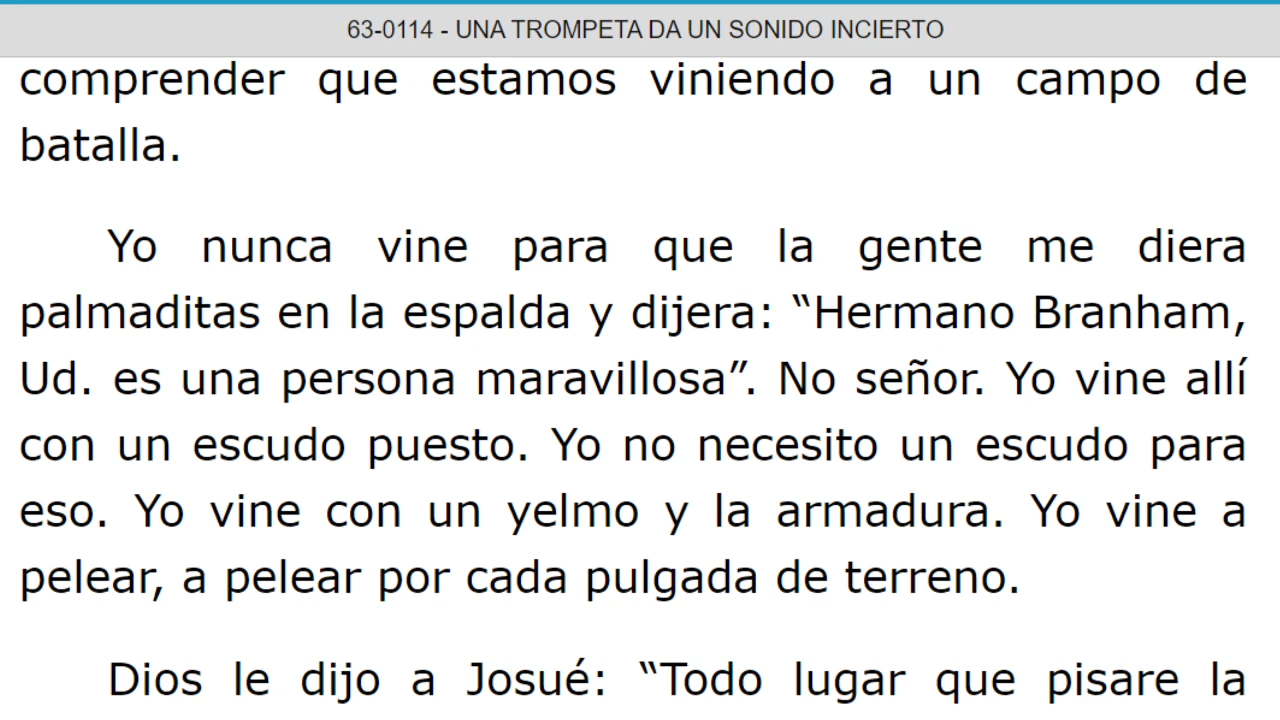 63-0114 - UNA TROMPETA DA UN SONIDO INCIERTO
comprender que estamos viniendo a un campo de
batalla.
Yo nunca vine para que la gente me diera
palmaditas en la espalda y dijera: “Hermano Branham,
Ud. es una persona maravillosa”. No señor. Yo vine allí
con un escudo puesto. Yo no necesito un escudo para
eso. Yo vine con un yelmo y la armadura. Yo vine a
pelear, a pelear por cada pulgada de terreno.
Dios le dijo a Josué: “Todo lugar que pisare la